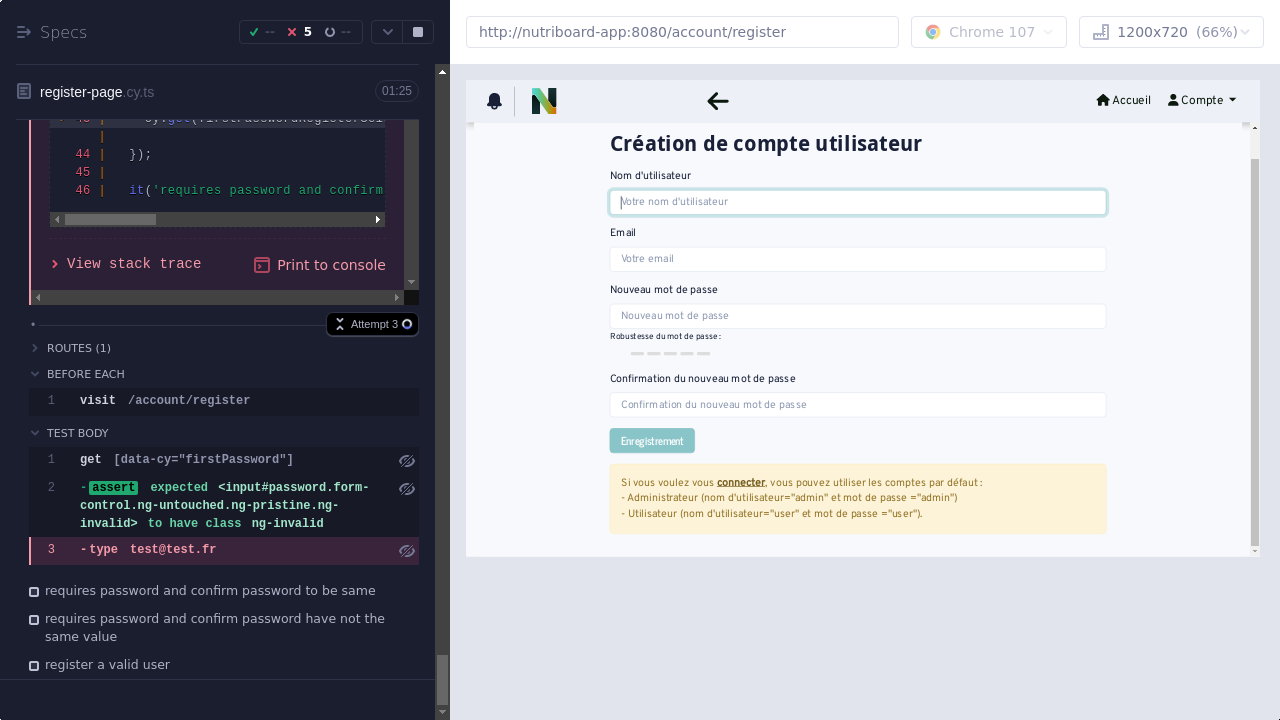 Specs
-- 5 --
register-page.cy.ts 01:25
43 | cy.get(firstPasswordRegisterSel
|
44 | });
45 |
46 | it('requires password and confirm
View stack trace Print to console
Attempt 3
ROUTES (1)
BEFORE EACH
1 visit /account/register
TEST BODY
1 get [data-cy="firstPassword"]
2 -assert expected <input#password.form-
control.ng-untouched.ng-pristine.ng-
invalid> to have class ng-invalid
3 -type test@test.fr
requires password and confirm password to be same
requires password and confirm password have not the
same value
register a valid user
http://nutriboard-app:8080/account/register
Chrome 107
1200x720 (66%)
N
Accueil
Compte
Création de compte utilisateur
Nom d'utilisateur
Votre nom d'utilisateur
Email
Votre email
Nouveau mot de passe
Nouveau mot de passe
Robustesse du mot de passe :
Confirmation du nouveau mot de passe
Confirmation du nouveau mot de passe
Enregistrement
Si vous voulez vous connecter, vous pouvez utiliser les comptes par défaut :
- Administrateur (nom d'utilisateur="admin" et mot de passe ="admin")
- Utilisateur (nom d'utilisateur="user" et mot de passe ="user").